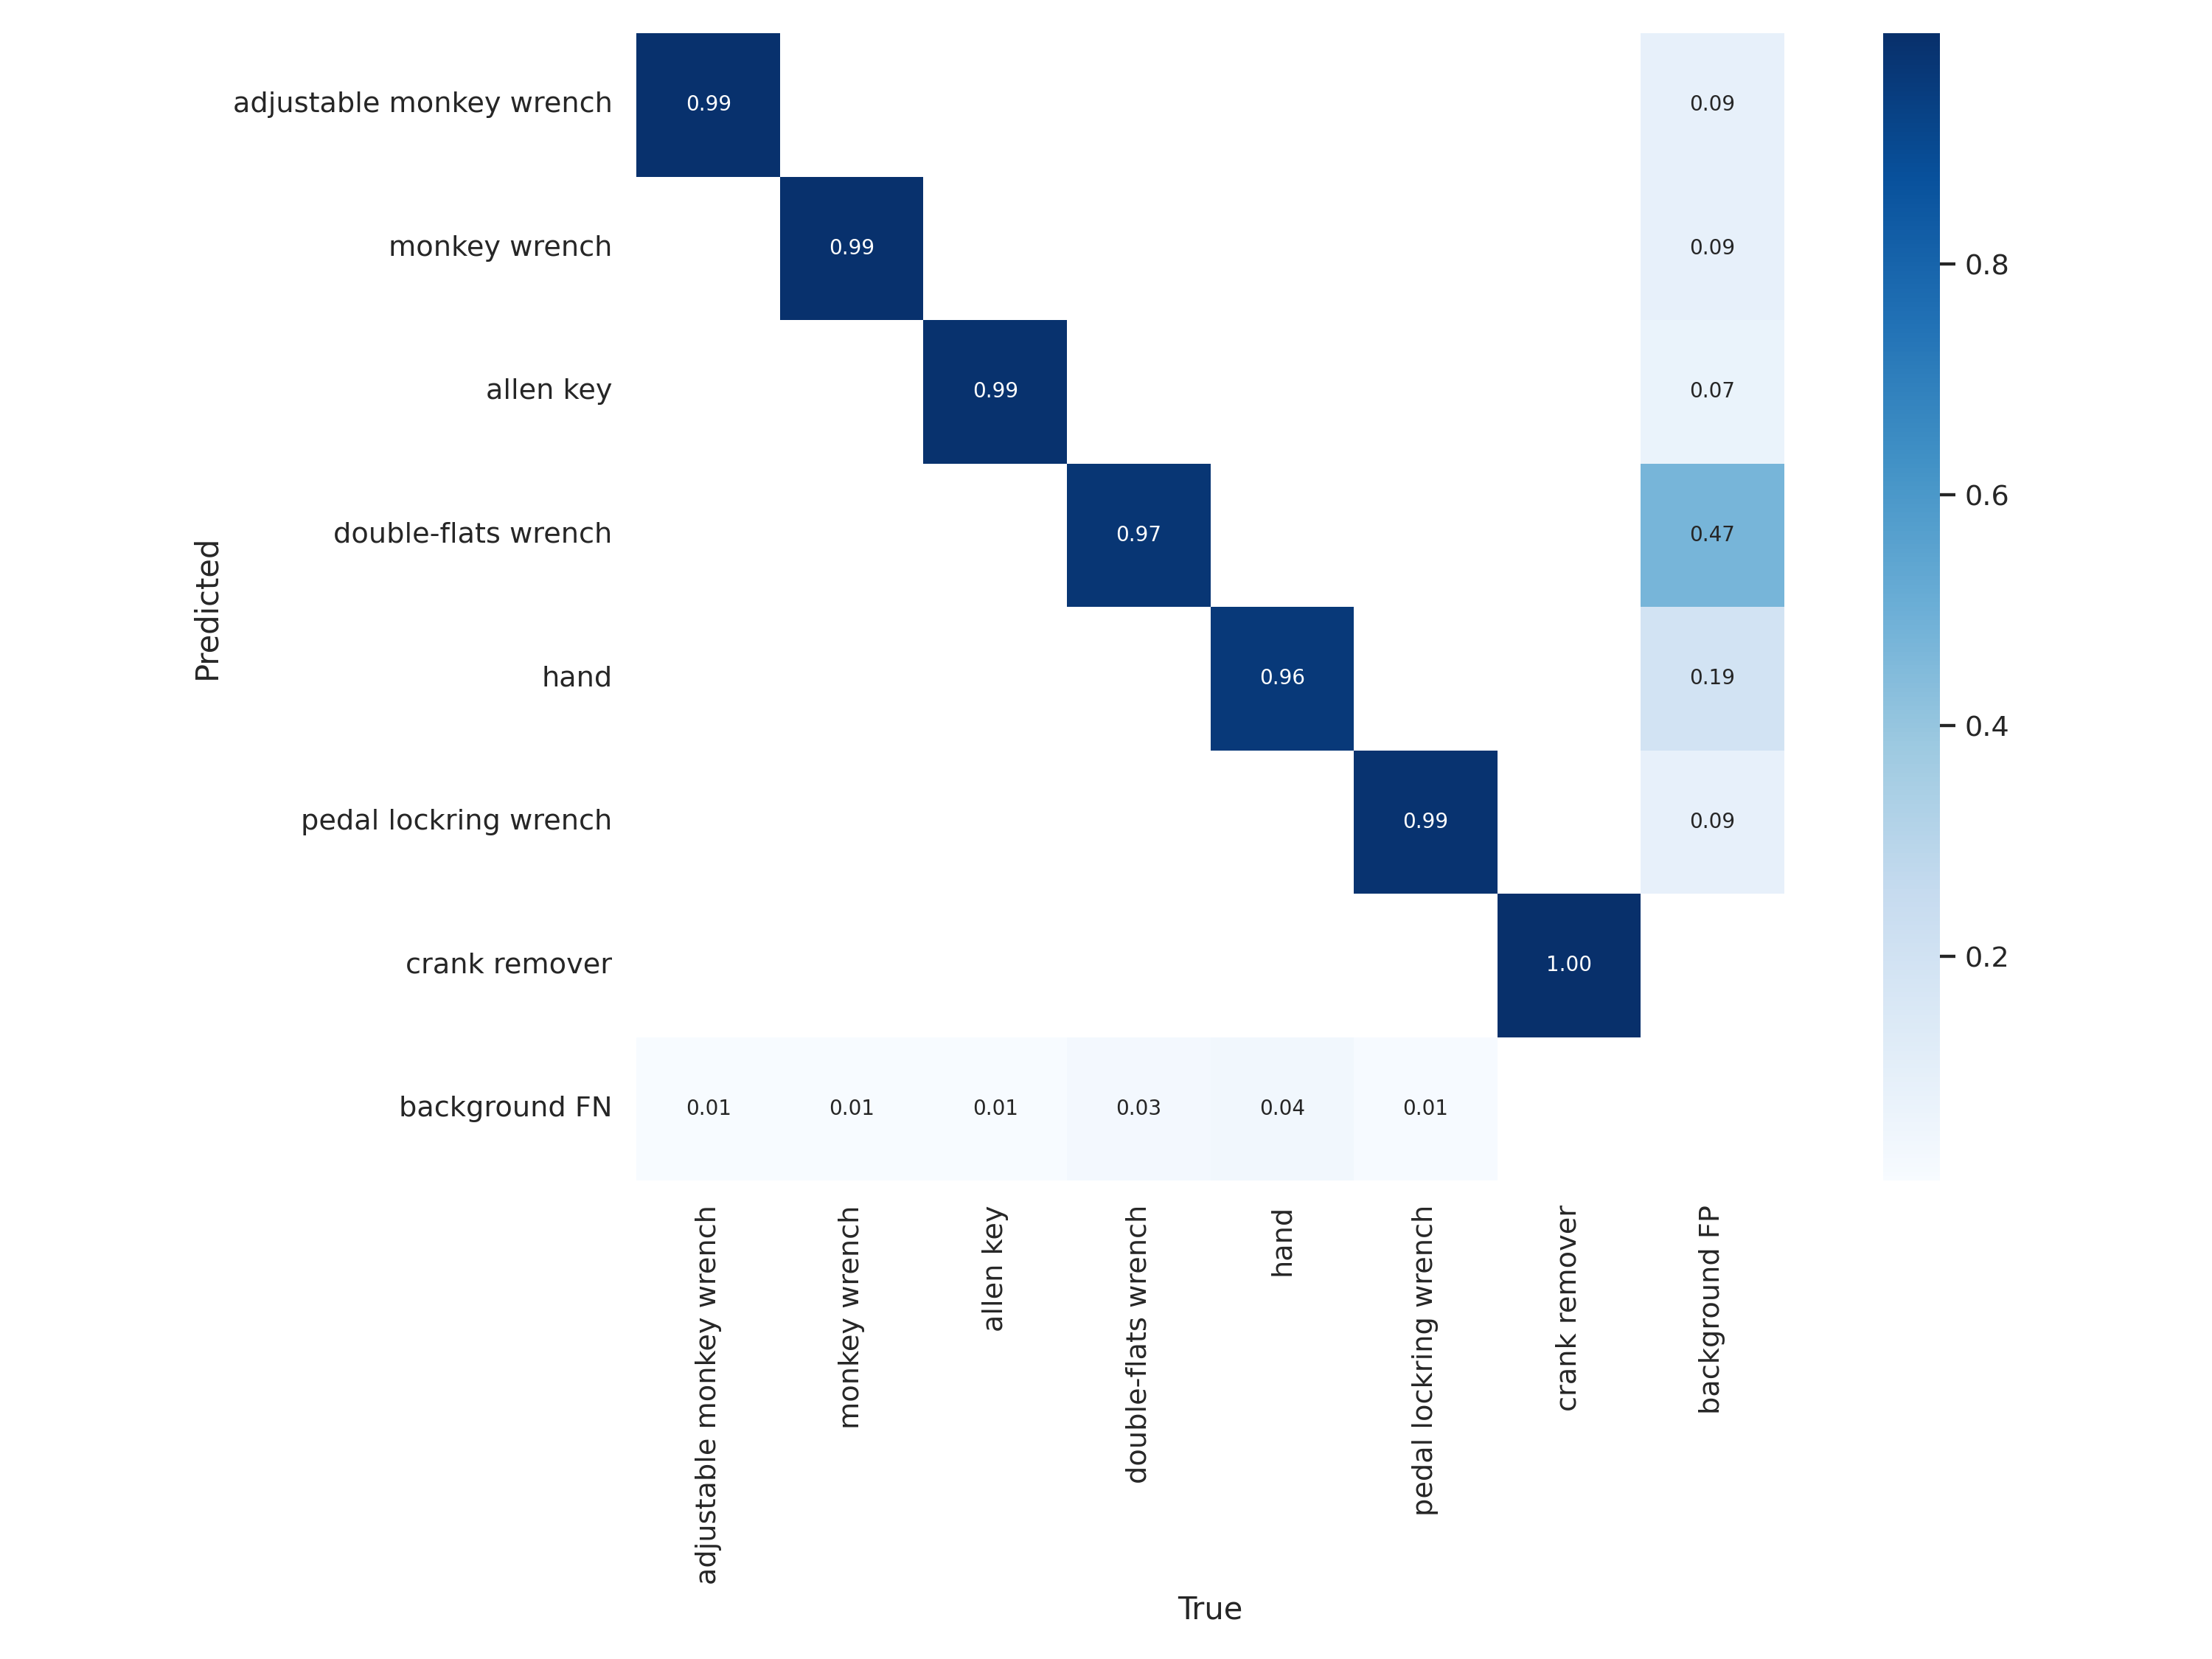 adjustable monkey wrench 0.99 0.09
monkey wrench 0.99 0.09
allen key 0.99 0.07
double-flats wrench 0.97 0.47
hand 0.96 0.19
pedal lockring wrench 0.99 0.09
crank remover 1.00
background FN 0.01 0.01 0.01 0.03 0.04 0.01
Predicted
adjustable monkey wrench
monkey wrench
allen key
double-flats wrench
hand
pedal lockring wrench
crank remover
background FP
True
0.8
0.6
0.4
0.2